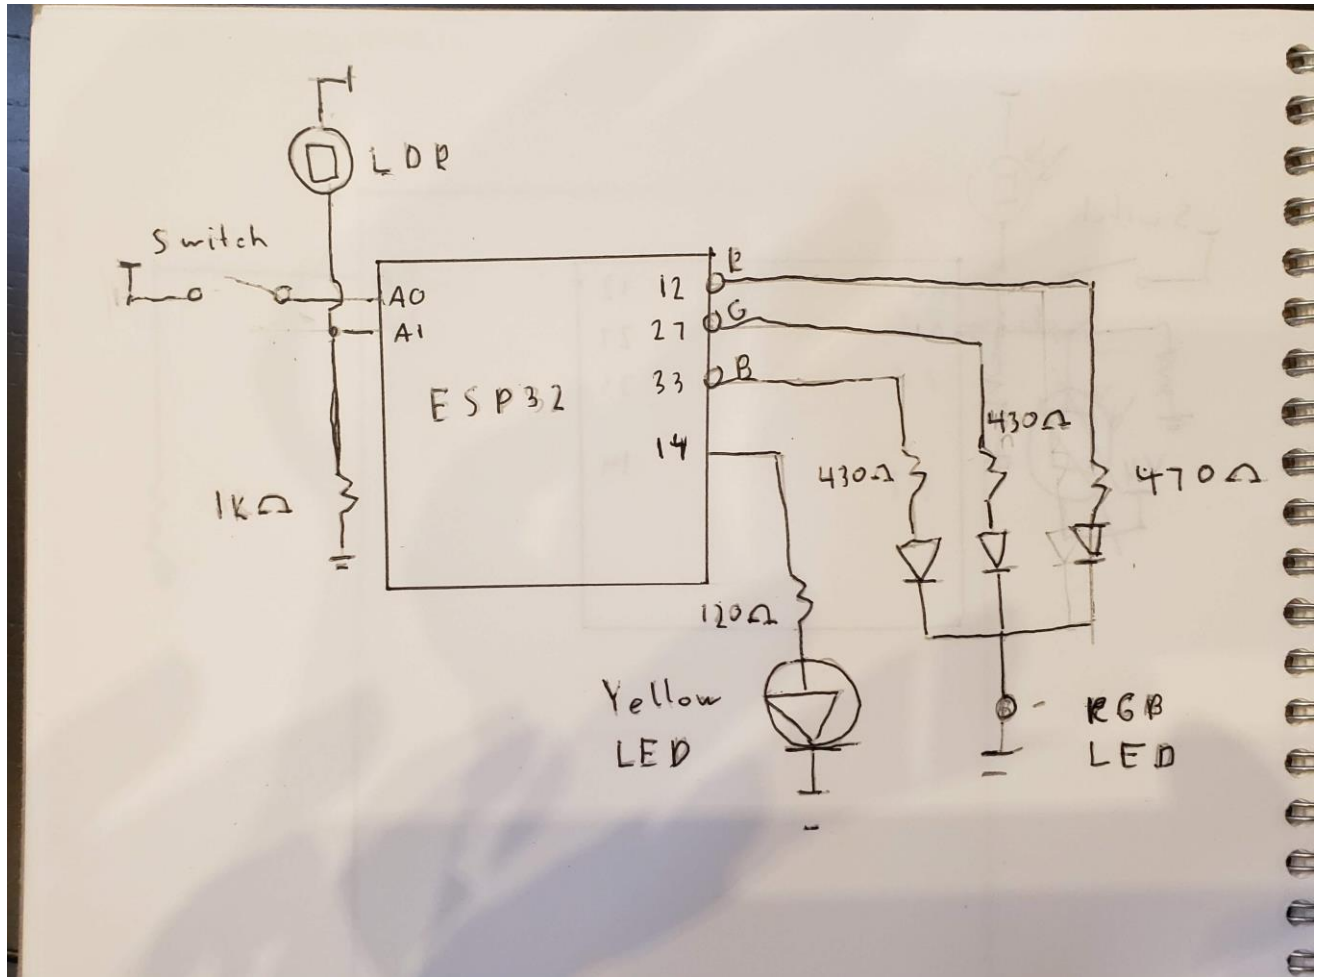 LDR
Switch
A0
A1
ESP32
12
R
27
G
33
B
14
1KΩ
430Ω
430Ω
470Ω
120Ω
Yellow
LED
RGB
LED